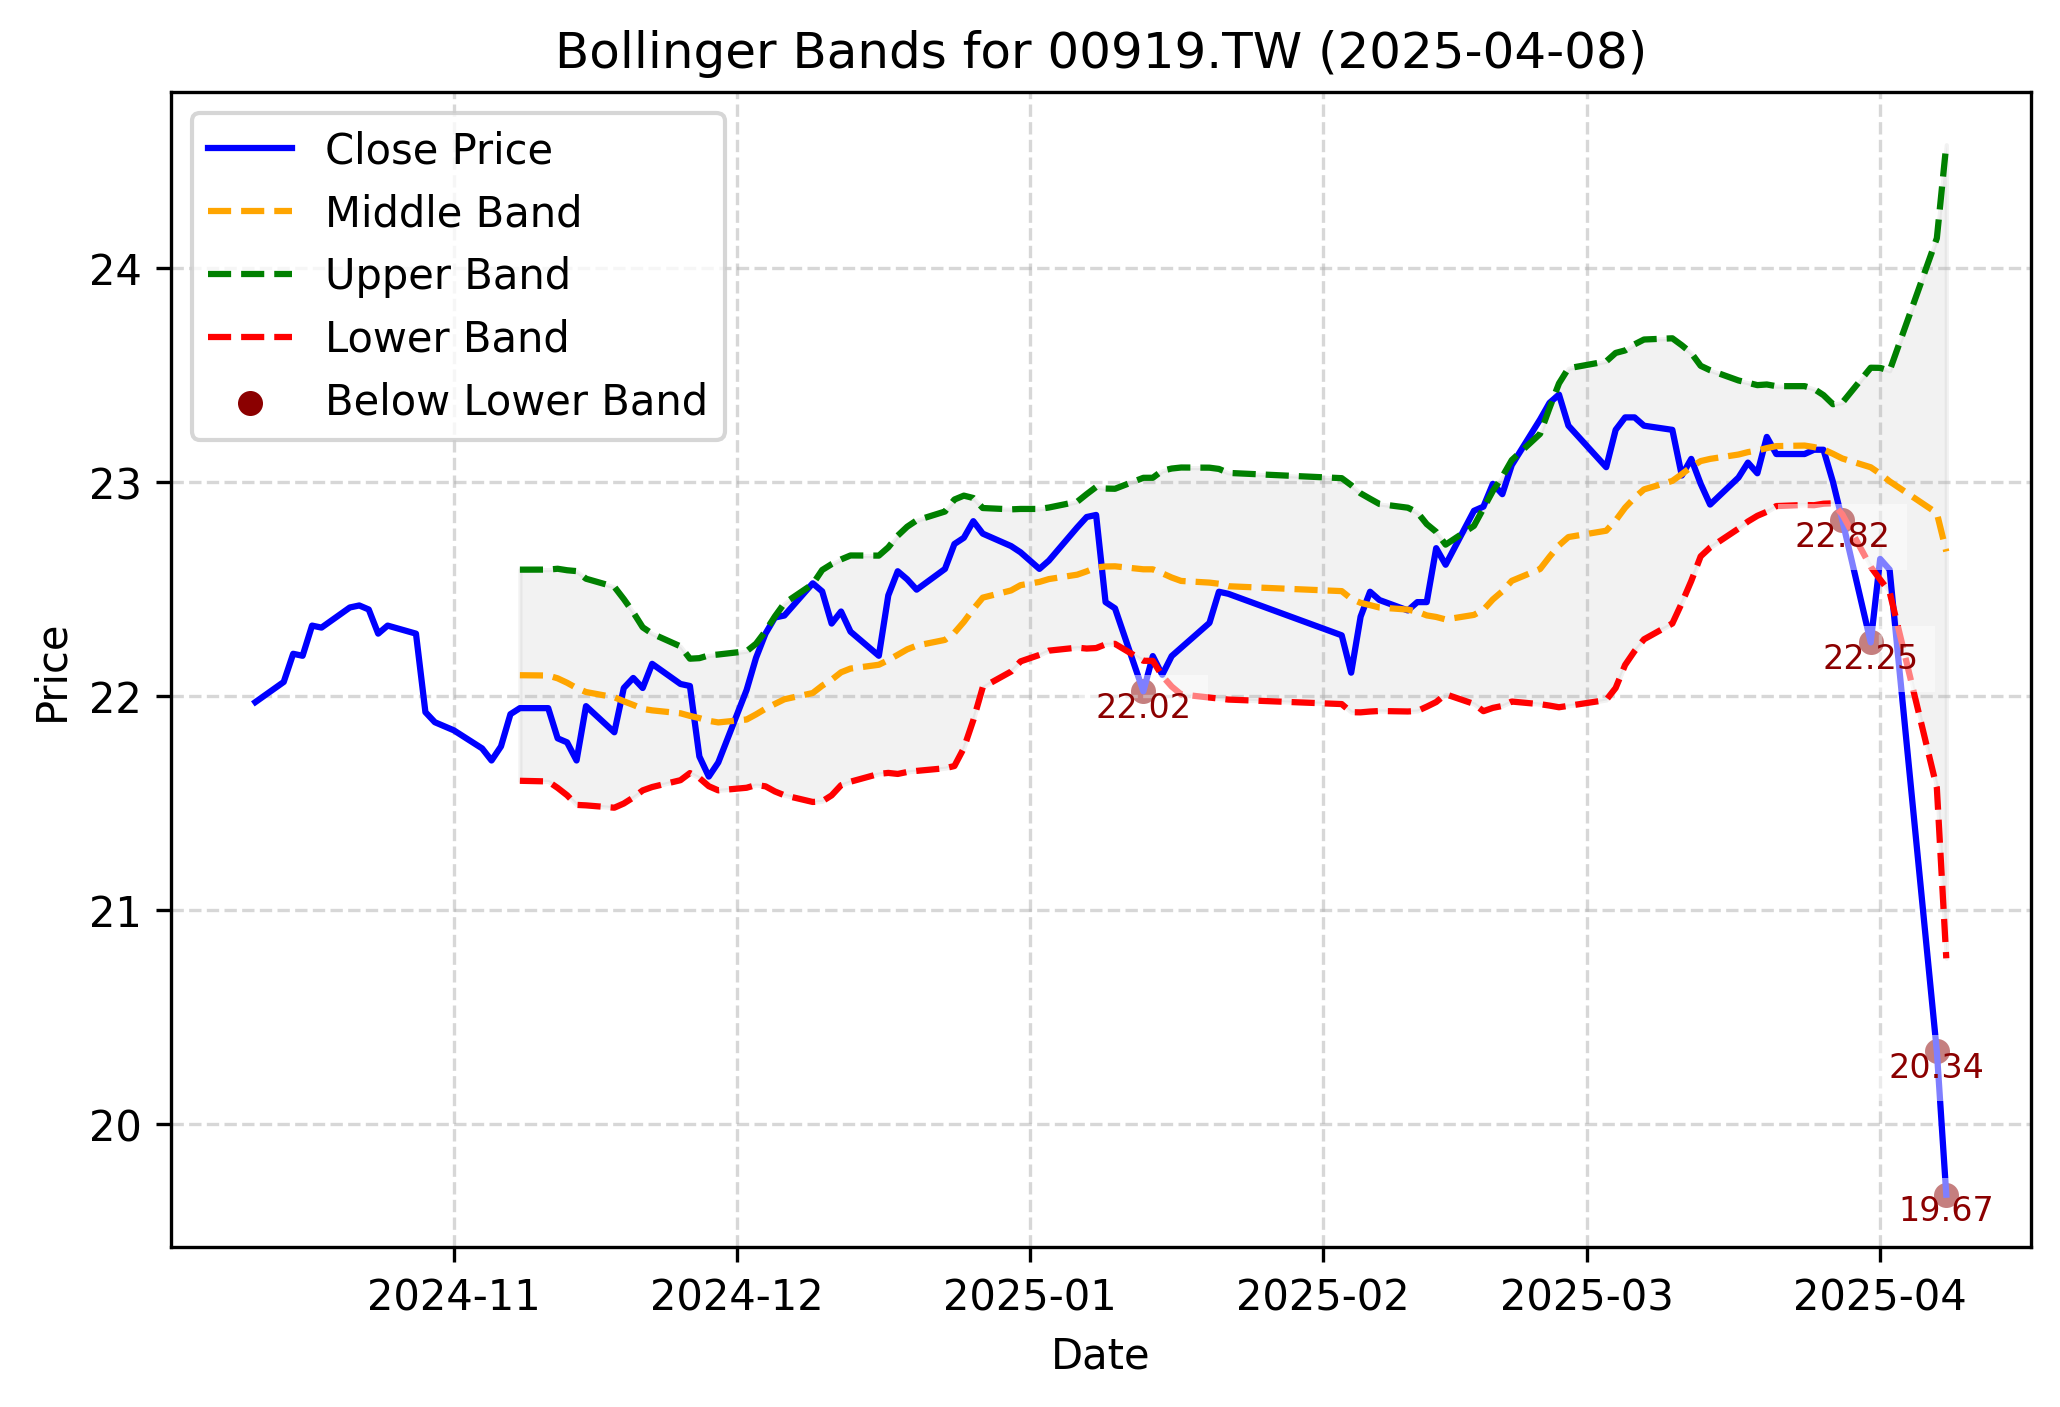 Bollinger Bands for 00919.TW (2025-04-08)
Close Price
Middle Band
Upper Band
Lower Band
Below Lower Band
Price
24
23
22
21
20
22.82
22.25
22.02
20.34
19.67
2024-11
2024-12
2025-01
2025-02
2025-03
2025-04
Date